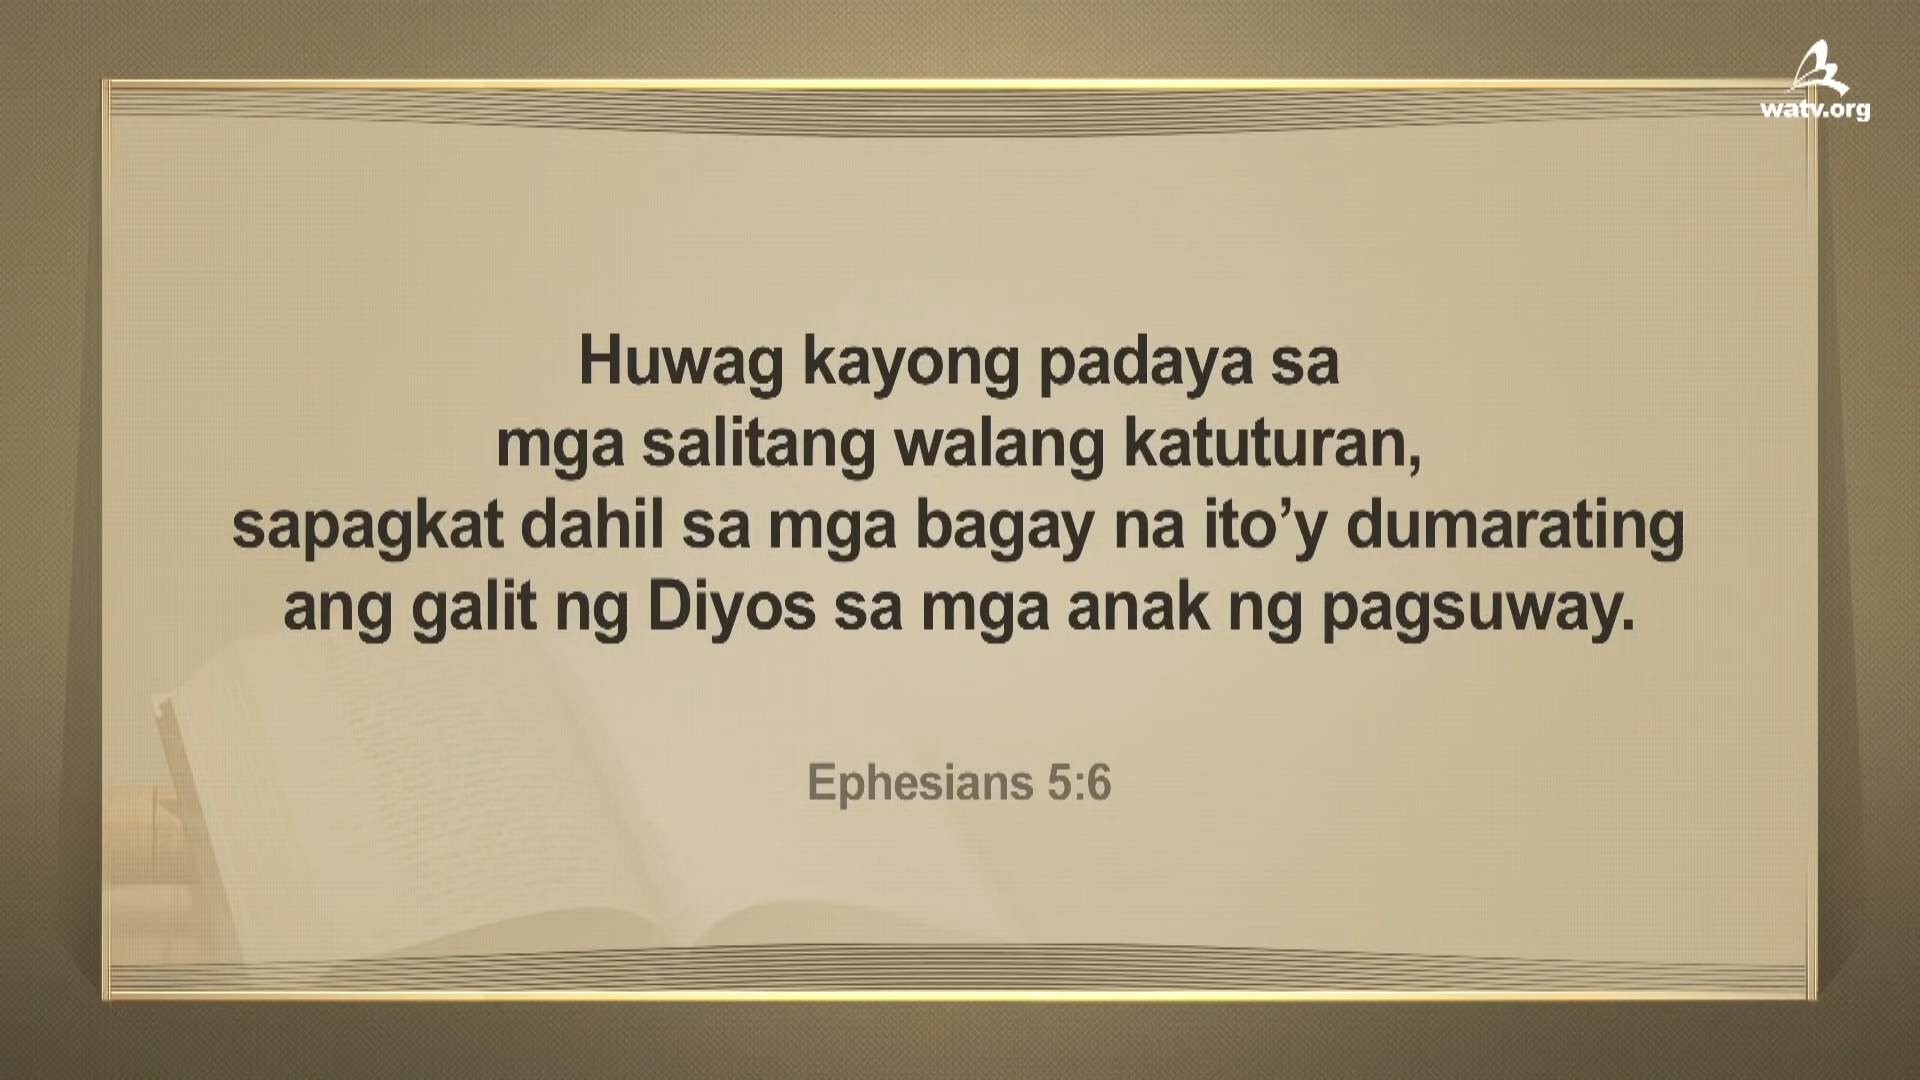 watv.org
Huwag kayong padaya sa
mga salitang walang katuturan,
sapagkat dahil sa mga bagay na ito’y dumarating
ang galit ng Diyos sa mga anak ng pagsuway.
Ephesians 5:6